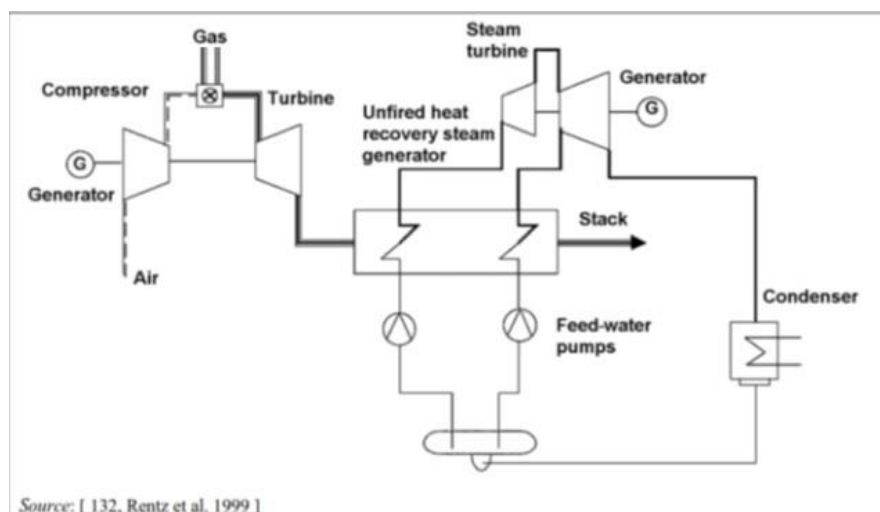 Gas
Compressor
Turbine
G
Generator
Air
Steam
turbine
Generator
G
Unfired heat
recovery steam
generator
Stack
Condenser
Feed-water
pumps
Source: [ 132, Rentz et al. 1999 ]